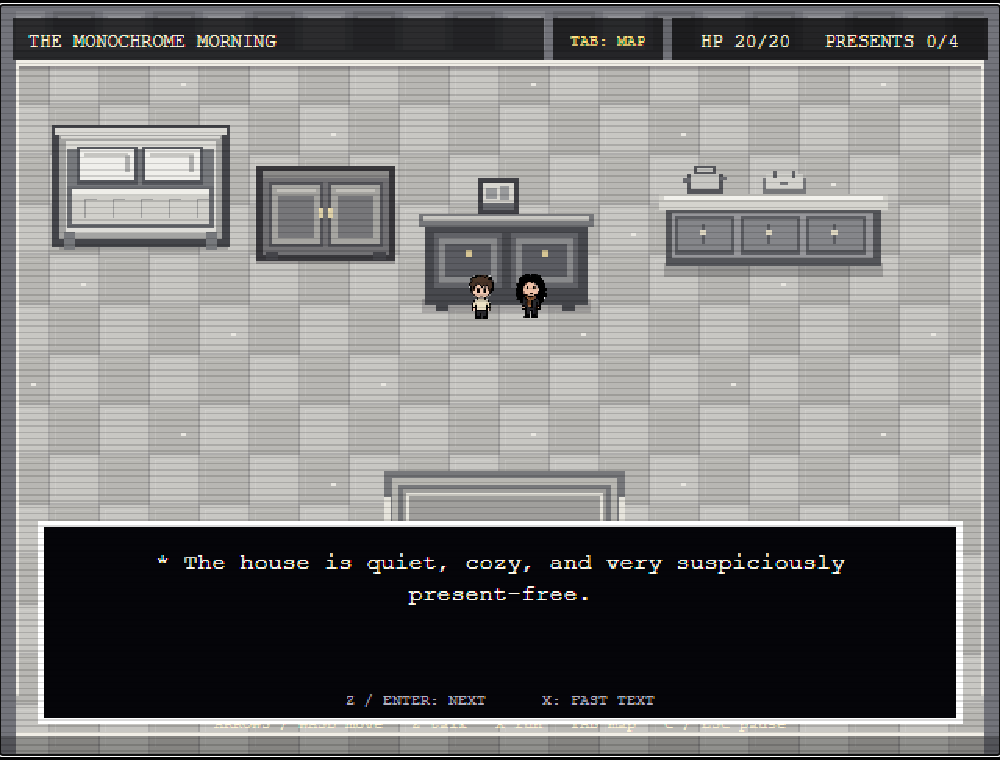 THE MONOCHROME MORNING
TAB: MAP
HP 20/20 PRESENTS 0/4
* The house is quiet, cozy, and very suspiciously
present-free.
Z / ENTER: NEXT X: FAST TEXT